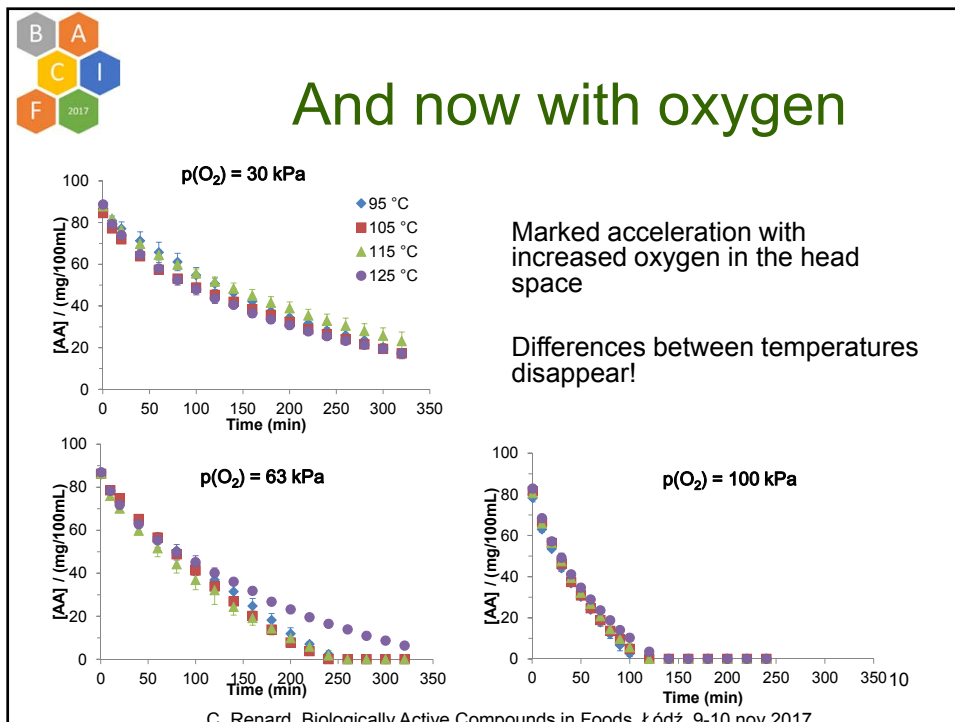 B A
C I
F 2017
And now with oxygen
p(O₂) = 30 kPa
[AA] / (mg/100mL)
100
80
60
40
20
0
0 50 100 150 200 250 300 350
Time (min)
95 °C
105 °C
115 °C
125 °C
Marked acceleration with
increased oxygen in the head
space
Differences between temperatures
disappear!
p(O₂) = 63 kPa
[AA] / (mg/100mL)
100
80
60
40
20
0
0 50 100 150 200 250 300 350
Time (min)
p(O₂) = 100 kPa
[AA] / (mg/100mL)
100
80
60
40
20
0
0 50 100 150 200 250 300 350
Time (min)
10
C. Renard, Biologically Active Compounds in Foods, Łódź, 9-10 nov 2017